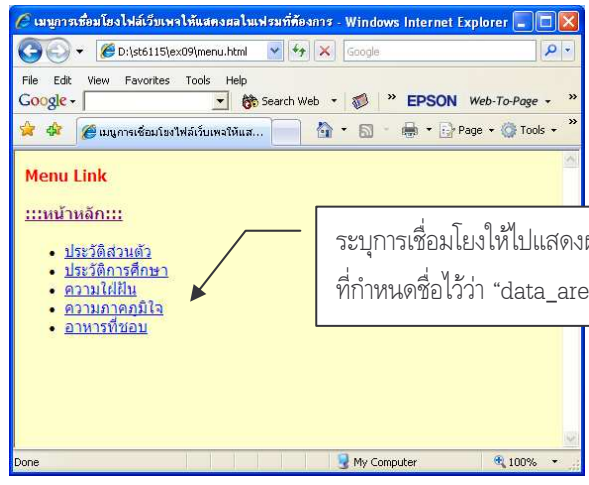 เมนูการเชื่อมโยงไฟล์เว็บเพจให้แสดงผลในเฟรมที่ต้องการ - Windows Internet Explorer
D:\st6115\ex09\menu.html
Google
File Edit View Favorites Tools Help
Google Search Web » EPSON Web-To-Page »
เมนูการเชื่อมโยงไฟล์เว็บเพจให้แส... Page Tools »
Menu Link
:::หน้าหลัก:::
ประวัติส่วนตัว
ประวัติการศึกษา
ความใฝ่ฝัน
ความภาคภูมิใจ
อาหารที่ชอบ
ระบุการเชื่อมโยงให้ไปแสดงผ
ที่กำหนดชื่อไว้ว่า “data_are
Done My Computer 100%